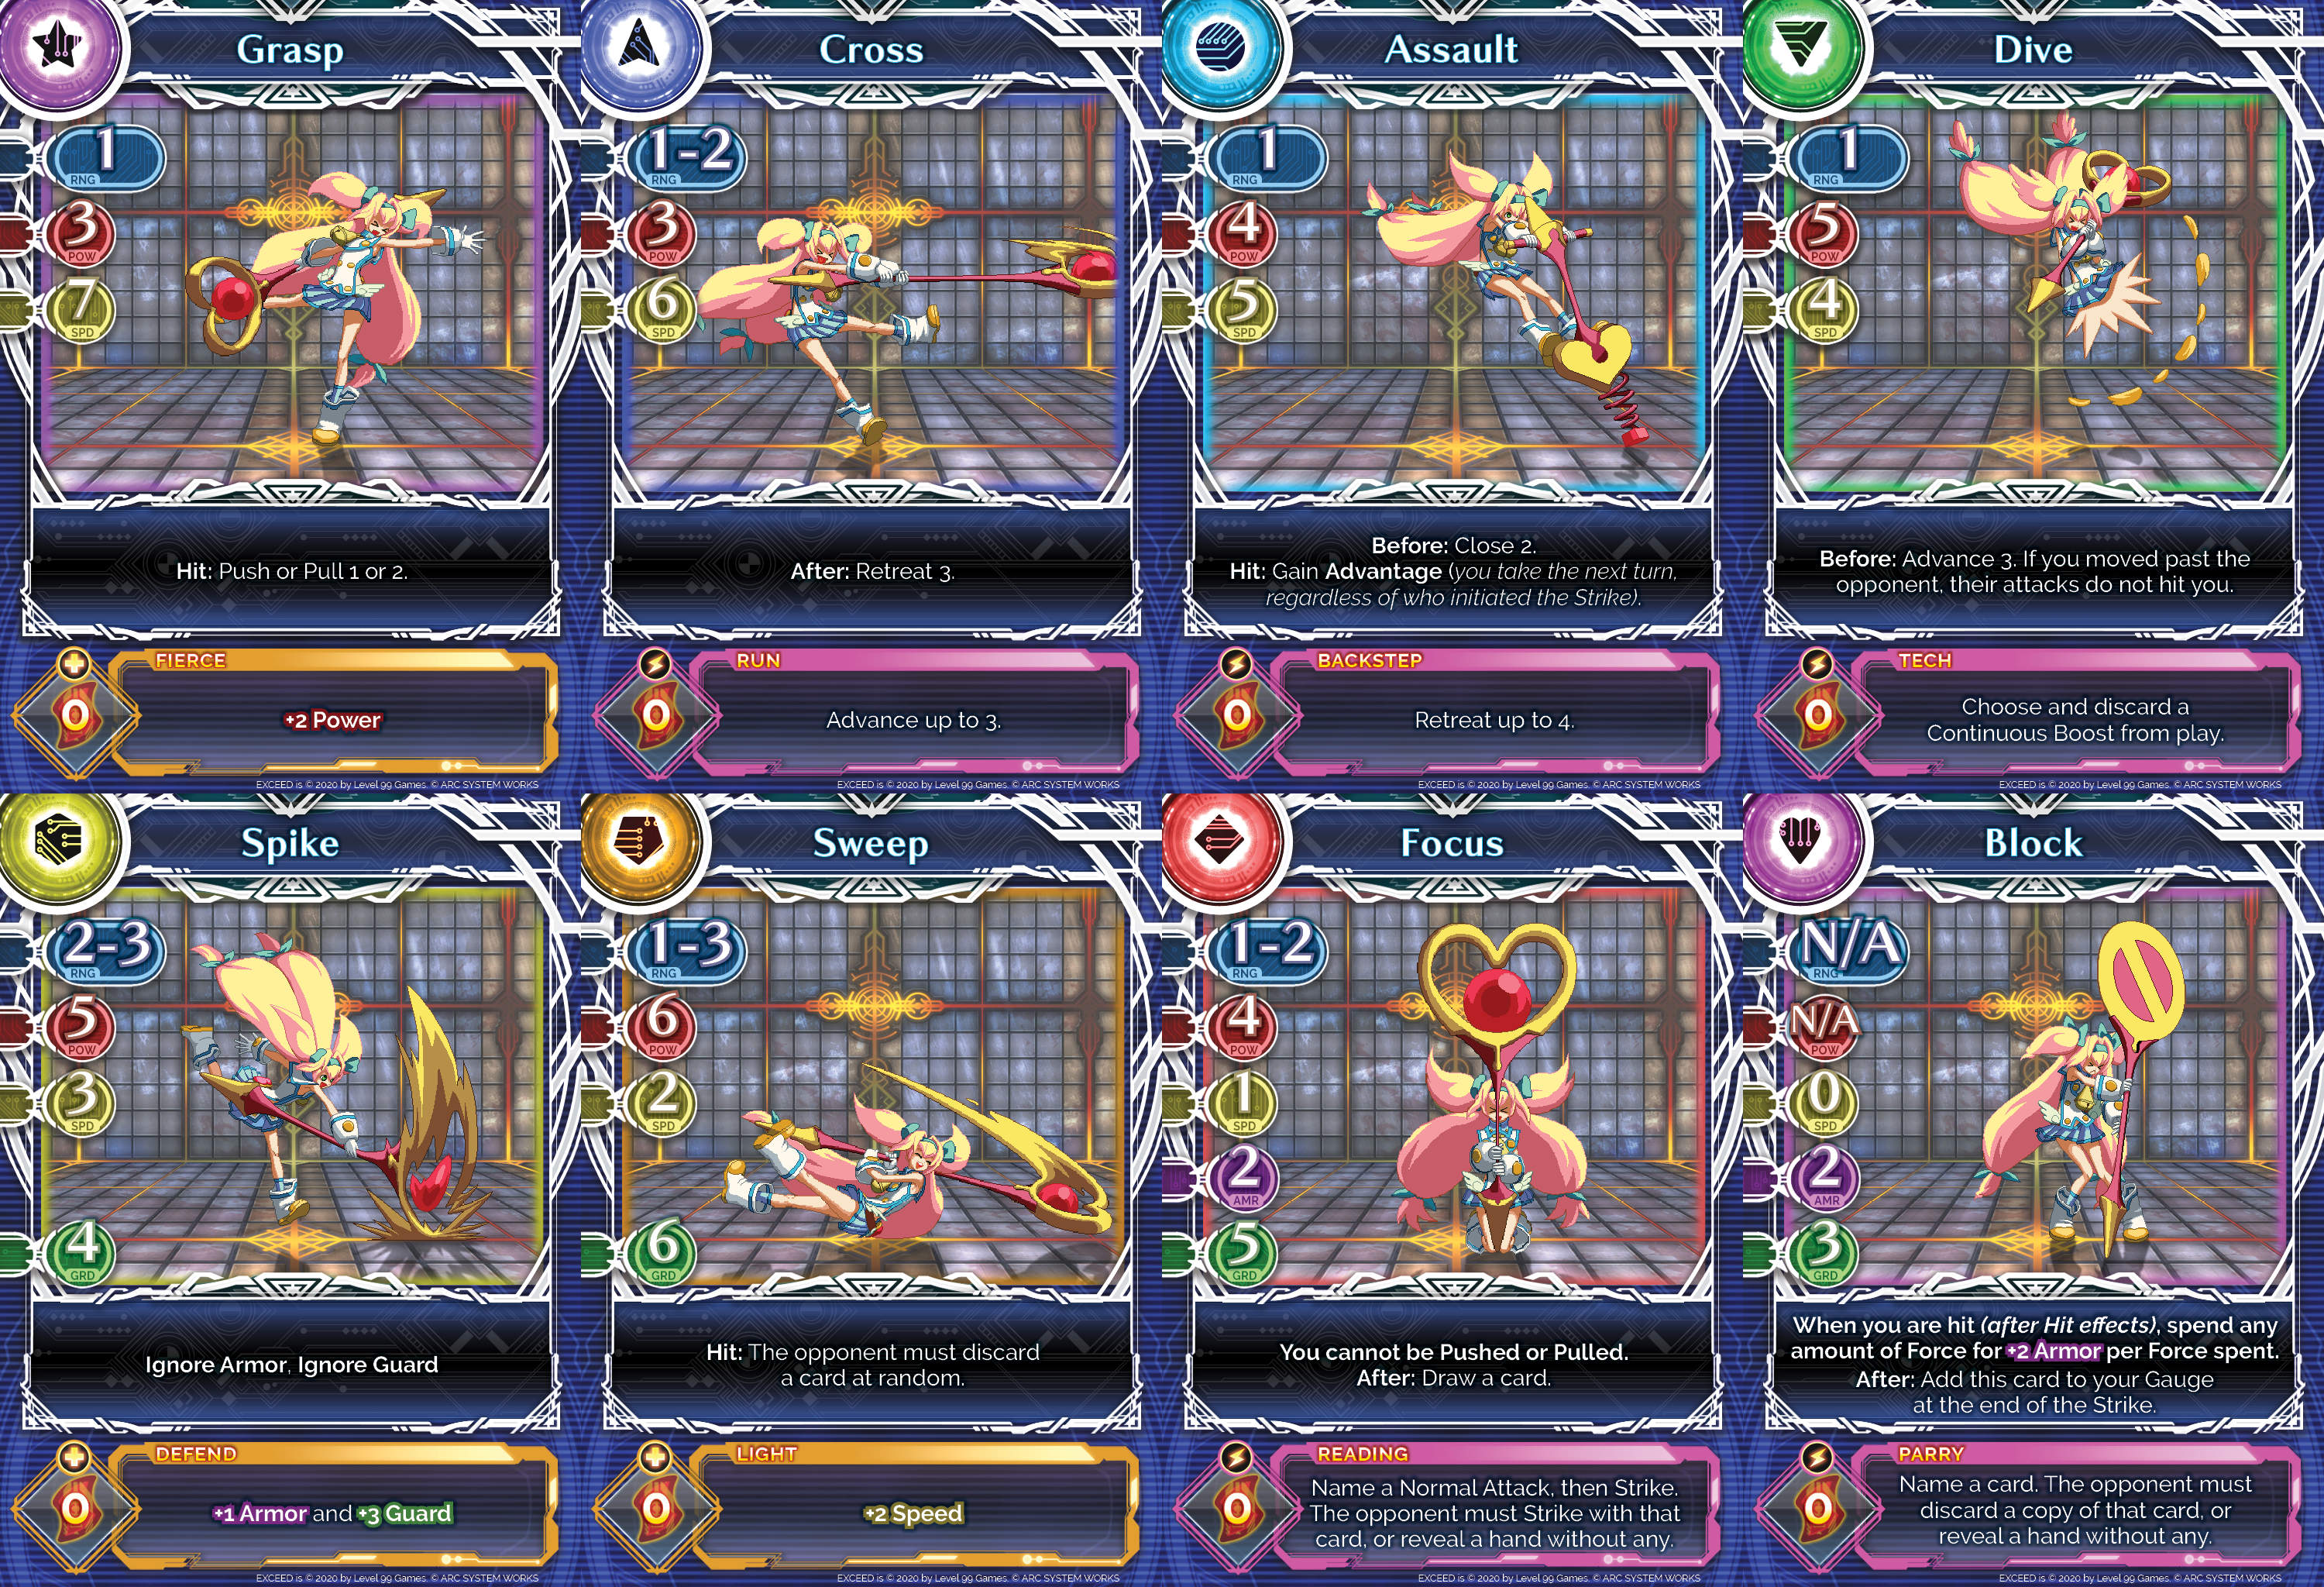 Grasp
1
RNG
3
POW
7
SPD
Hit: Push or Pull 1 or 2.
FIERCE
0
+2 Power
EXCEED is © 2020 by Level 99 Games. © ARC SYSTEM WORKS
Cross
1-2
RNG
3
POW
6
SPD
After: Retreat 3.
RUN
0
Advance up to 3.
EXCEED is © 2020 by Level 99 Games. © ARC SYSTEM WORKS
Assault
1
RNG
4
POW
5
SPD
Before: Close 2.
Hit: Gain Advantage (you take the next turn,
regardless of who initiated the Strike).
BACKSTEP
0
Retreat up to 4.
EXCEED is © 2020 by Level 99 Games. © ARC SYSTEM WORKS
Dive
1
RNG
5
POW
4
SPD
Before: Advance 3. If you moved past the
opponent, their attacks do not hit you.
TECH
0
Choose and discard a
Continuous Boost from play.
EXCEED is © 2020 by Level 99 Games. © ARC SYSTEM WORKS
Spike
2-3
RNG
5
POW
3
SPD
4
GRD
Ignore Armor, Ignore Guard
DEFEND
0
+1 Armor and +3 Guard
EXCEED is © 2020 by Level 99 Games. © ARC SYSTEM WORKS
Sweep
1-3
RNG
6
POW
2
SPD
6
GRD
Hit: The opponent must discard
a card at random.
LIGHT
0
+2 Speed
EXCEED is © 2020 by Level 99 Games. © ARC SYSTEM WORKS
Focus
1-2
RNG
4
POW
1
SPD
2
AMR
5
GRD
You cannot be Pushed or Pulled.
After: Draw a card.
READING
0
Name a Normal Attack, then Strike.
The opponent must Strike with that
card, or reveal a hand without any.
EXCEED is © 2020 by Level 99 Games. © ARC SYSTEM WORKS
Block
N/A
RNG
N/A
POW
0
SPD
2
AMR
3
GRD
When you are hit (after Hit effects), spend any
amount of Force for +2 Armor per Force spent.
After: Add this card to your Gauge
at the end of the Strike.
PARRY
0
Name a card. The opponent must
discard a copy of that card, or
reveal a hand without any.
EXCEED is © 2020 by Level 99 Games. © ARC SYSTEM WORKS